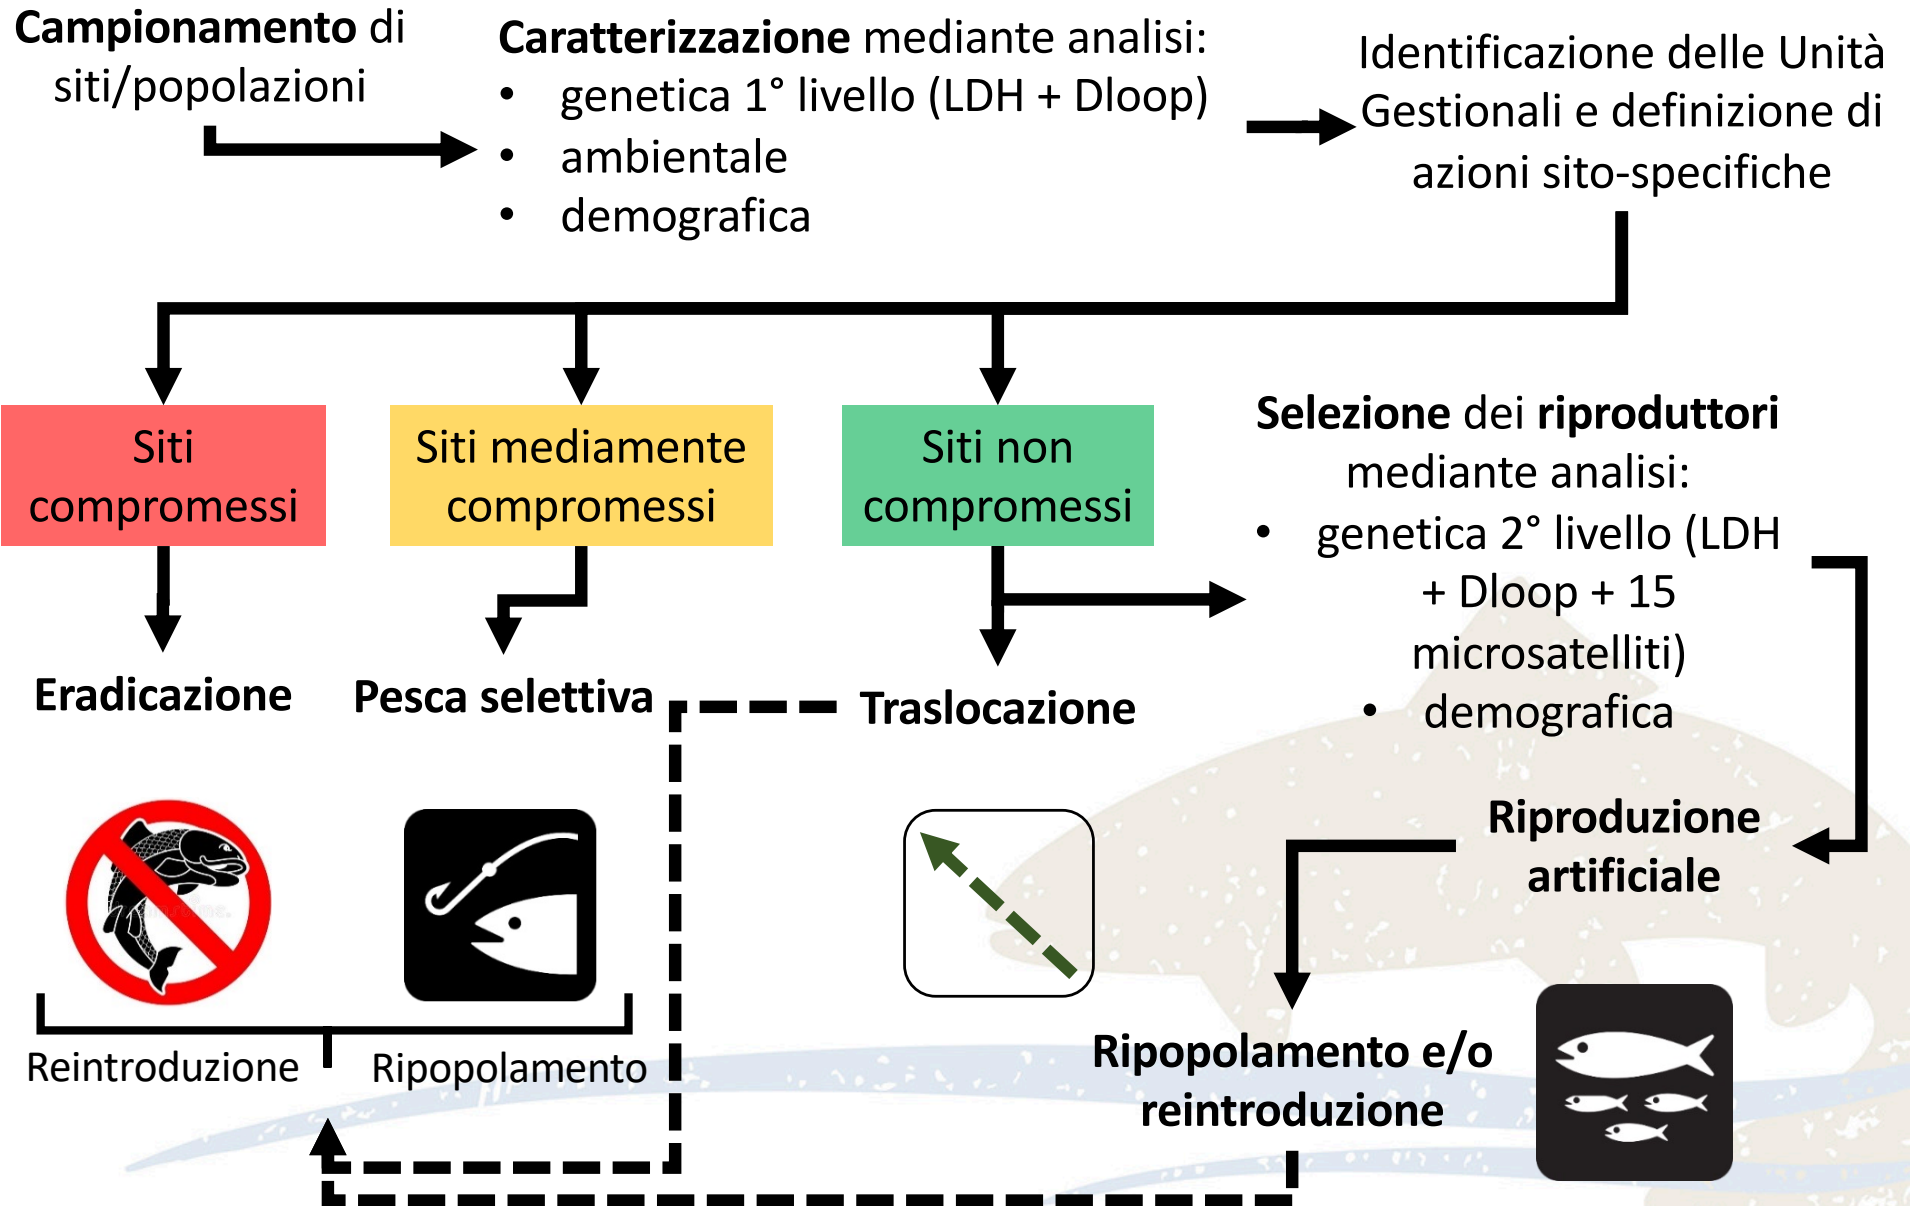 Campionamento di
siti/popolazioni
Caratterizzazione mediante analisi:
• genetica 1° livello (LDH + Dloop)
• ambientale
• demografica
Identificazione delle Unità
Gestionali e definizione di
azioni sito-specifiche
Siti
compromessi
Siti mediamente
compromessi
Siti non
compromessi
Selezione dei riproduttori
mediante analisi:
• genetica 2° livello (LDH
+ Dloop + 15
microsatelliti)
• demografica
Eradicazione
Pesca selettiva
Traslocazione
Riproduzione
artificiale
Reintroduzione
Ripopolamento
Ripopolamento e/o
reintroduzione